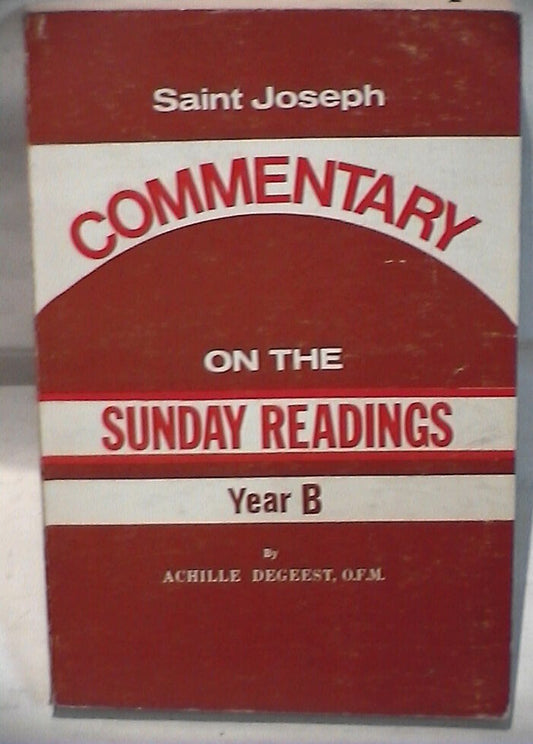 Saint Joseph
COMMENTARY
ON THE
SUNDAY READINGS
Year B
By
ACHILLE DEGEEST, O.F.M.